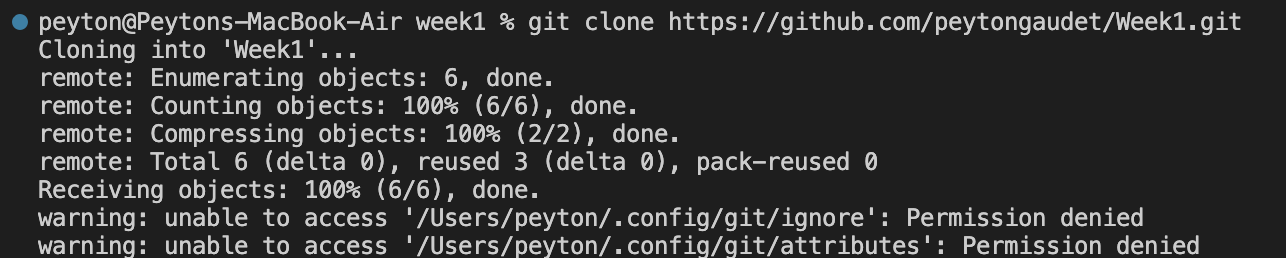 peyton@Peytons-MacBook-Air week1 % git clone https://github.com/peytongaudet/Week1.git
Cloning into 'Week1'...
remote: Enumerating objects: 6, done.
remote: Counting objects: 100% (6/6), done.
remote: Compressing objects: 100% (2/2), done.
remote: Total 6 (delta 0), reused 3 (delta 0), pack-reused 0
Receiving objects: 100% (6/6), done.
warning: unable to access '/Users/peyton/.config/git/ignore': Permission denied
warning: unable to access '/Users/peyton/.config/git/attributes': Permission denied